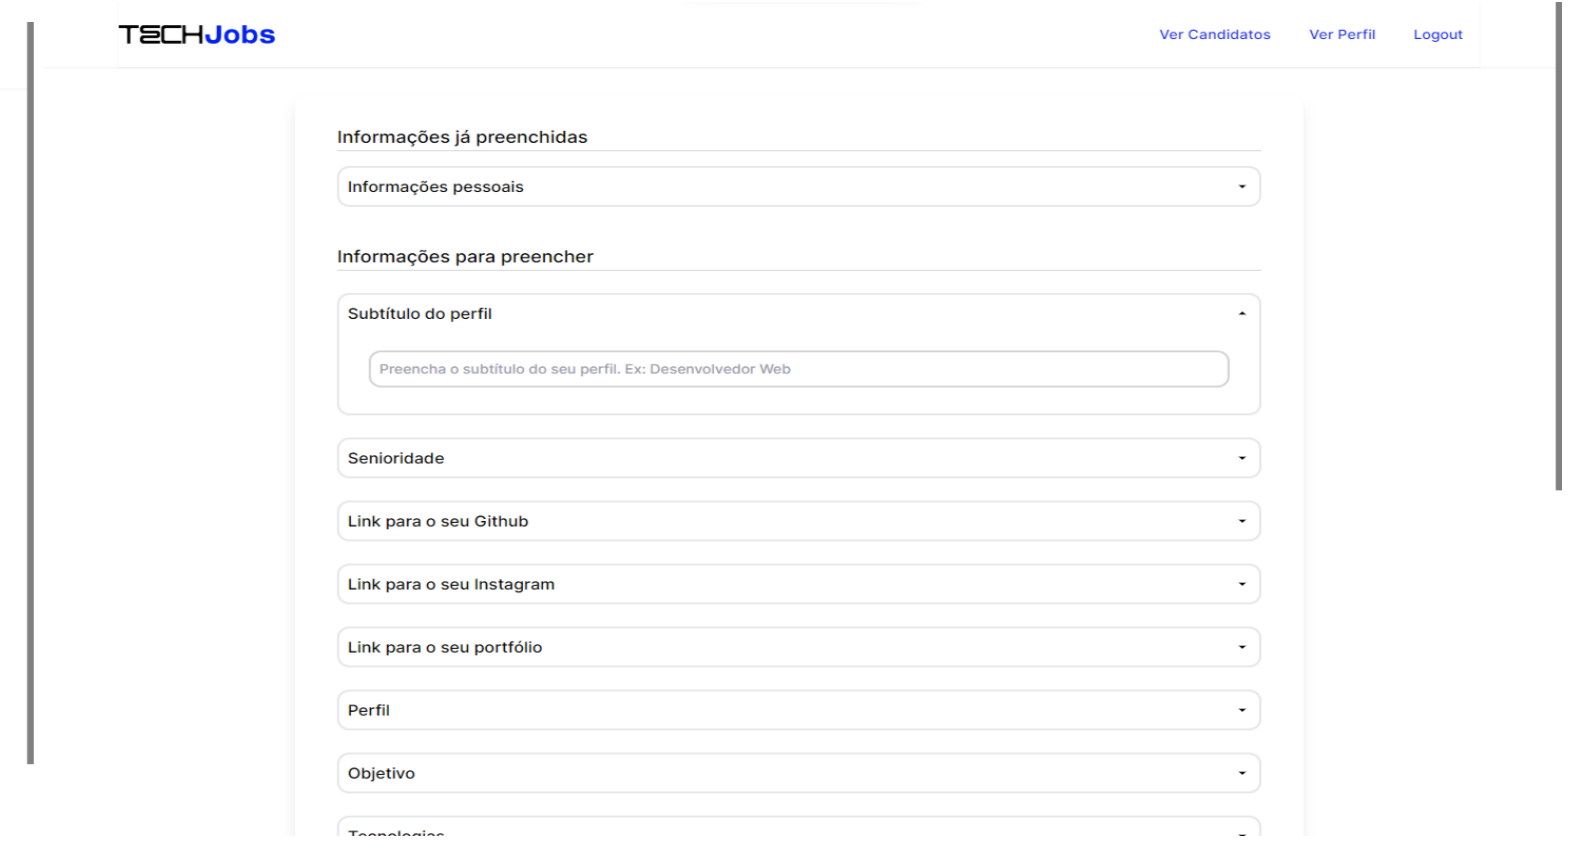 TECHJobs
Ver Candidatos Ver Perfil Logout
Informações já preenchidas
Informações pessoais
Informações para preencher
Subtítulo do perfil
Preencha o subtítulo do seu perfil. Ex: Desenvolvedor Web
Senioridade
Link para o seu Github
Link para o seu Instagram
Link para o seu portfólio
Perfil
Objetivo
Tecnologias